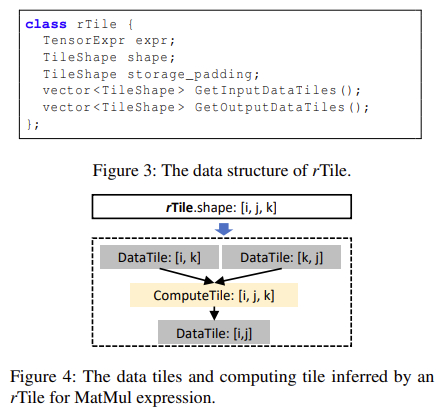 class rTile {
  TensorExpr expr;
  TileShape shape;
  TileShape storage_padding;
  vector<TileShape> GetInputDataTiles();
  vector<TileShape> GetOutputDataTiles();
};
Figure 3: The data structure of rTile.
rTile.shape: [i, j, k]
DataTile: [i, k]
DataTile: [k, j]
ComputeTile: [i, j, k]
DataTile: [i,j]
Figure 4: The data tiles and computing tile inferred by an
rTile for MatMul expression.